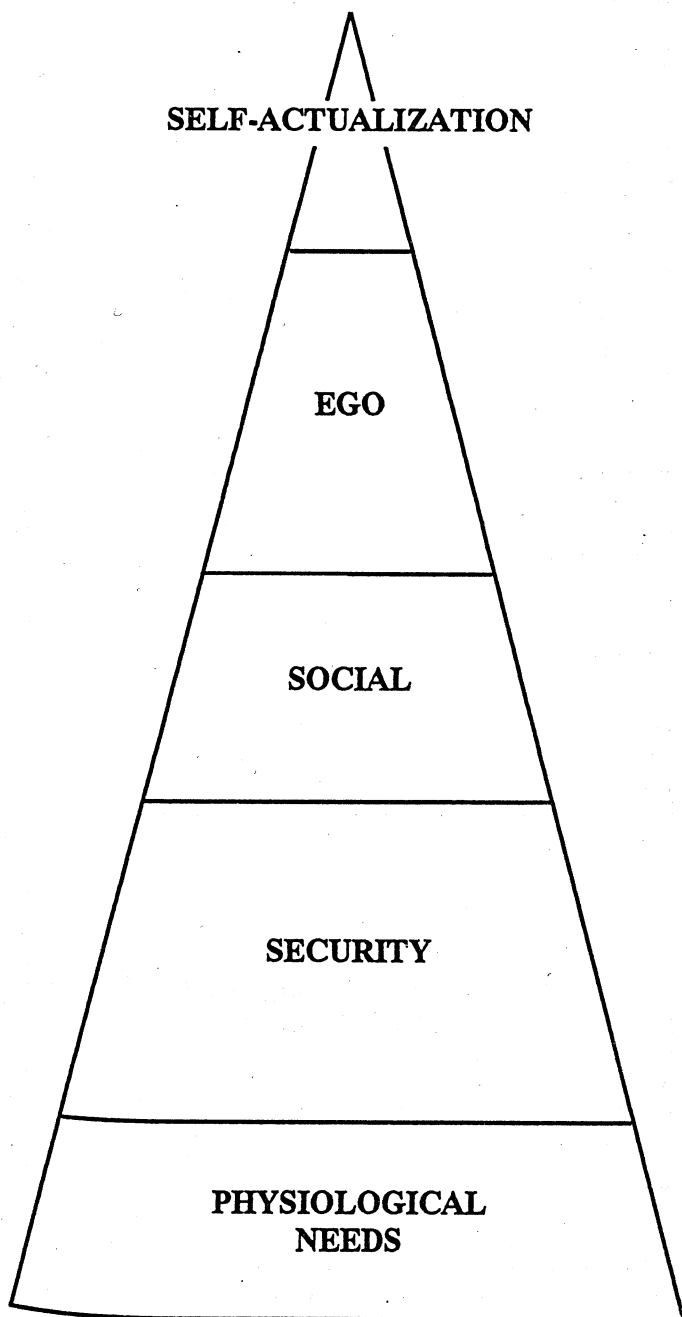 SELF-ACTUALIZATION
EGO
SOCIAL
SECURITY
PHYSIOLOGICAL
NEEDS